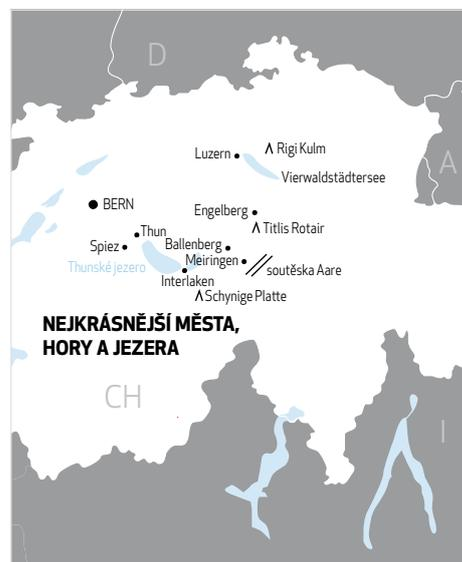 D
Luzern
Rigi Kulm
A
Vierwaldstädtersee
BERN
Engelberg
Titlis Rotair
Thun
Spiez
Ballenberg
Thunské jezero
Meiringen
soutěska Aare
Interlaken
Schynige Platte
NEJKRÁSNĚJŠÍ MĚSTA,
HORY A JEZERA
CH
I